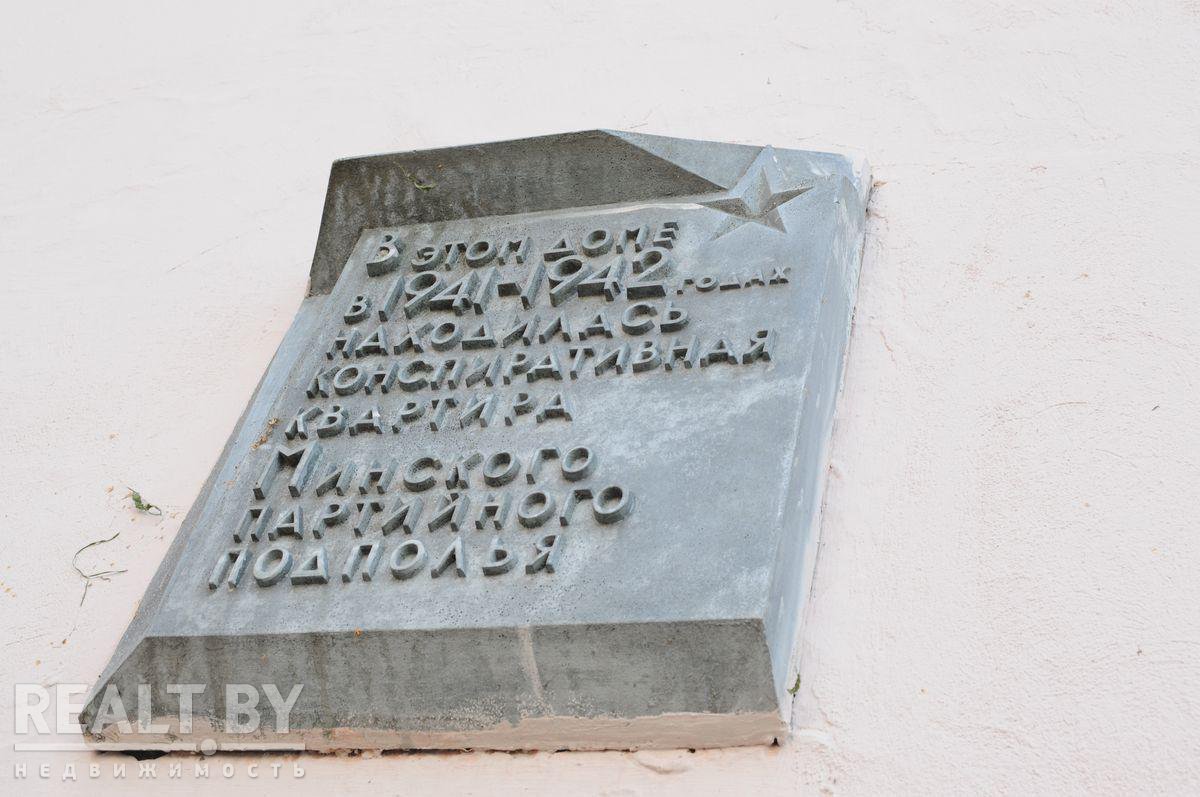 В этом доме
в 1941-1942 годах
находилась
конспиративная
квартира
Минского
партийного
подполья
REALT.BY
недвижимость